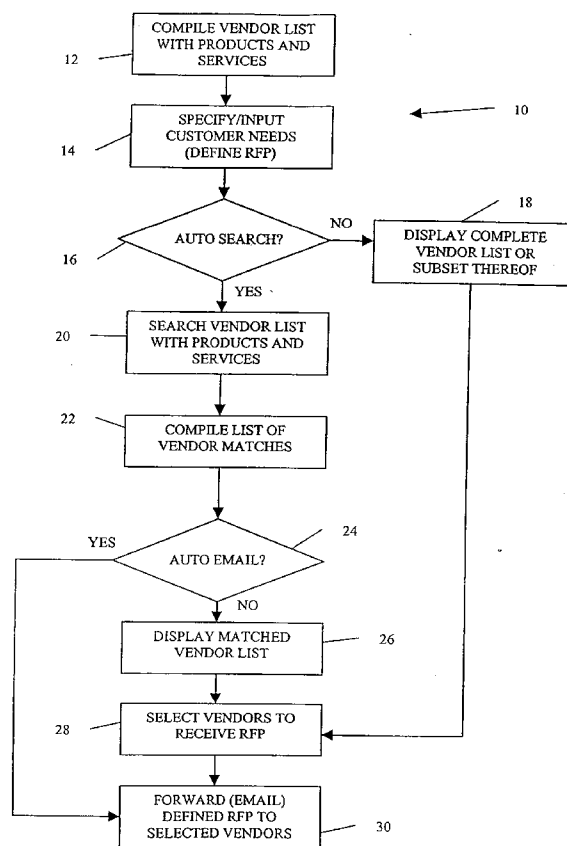 COMPILE VENDOR LIST
WITH PRODUCTS AND
SERVICES
12
10
SPECIFY/INPUT
CUSTOMER NEEDS
(DEFINE RFP)
14
AUTO SEARCH?
16
NO
YES
18
DISPLAY COMPLETE
VENDOR LIST OR
SUBSET THEREOF
SEARCH VENDOR LIST
WITH PRODUCTS AND
SERVICES
20
22
COMPILE LIST OF
VENDOR MATCHES
24
YES
AUTO EMAIL?
NO
DISPLAY MATCHED
VENDOR LIST
26
SELECT VENDORS TO
RECEIVE RFP
28
FORWARD (EMAIL)
DEFINED RFP TO
SELECTED VENDORS
30